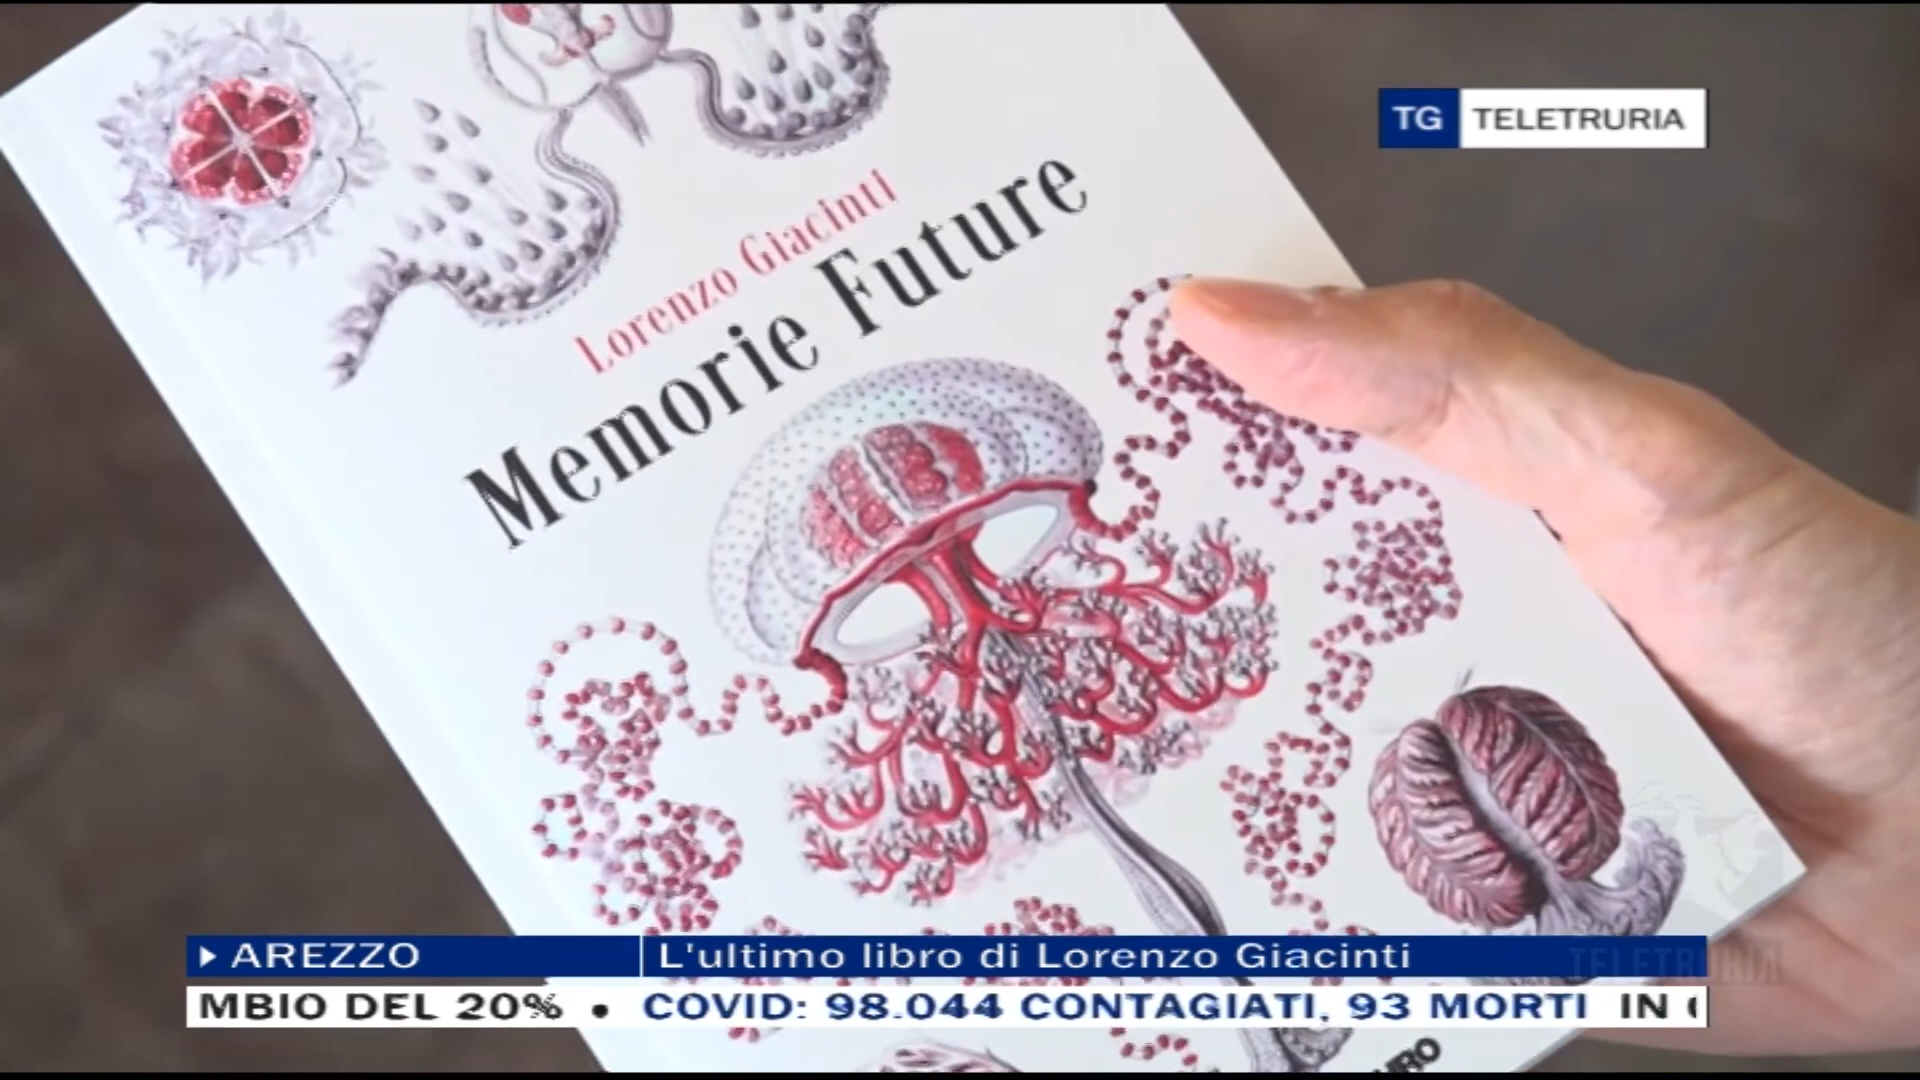 TG TELETRURIA
Lorenzo Giacinti
Memorie Future
AREZZO
L'ultimo libro di Lorenzo Giacinti
TELETRURIA
MBIO DEL 20% • COVID: 98.044 CONTAGIATI, 93 MORTI IN